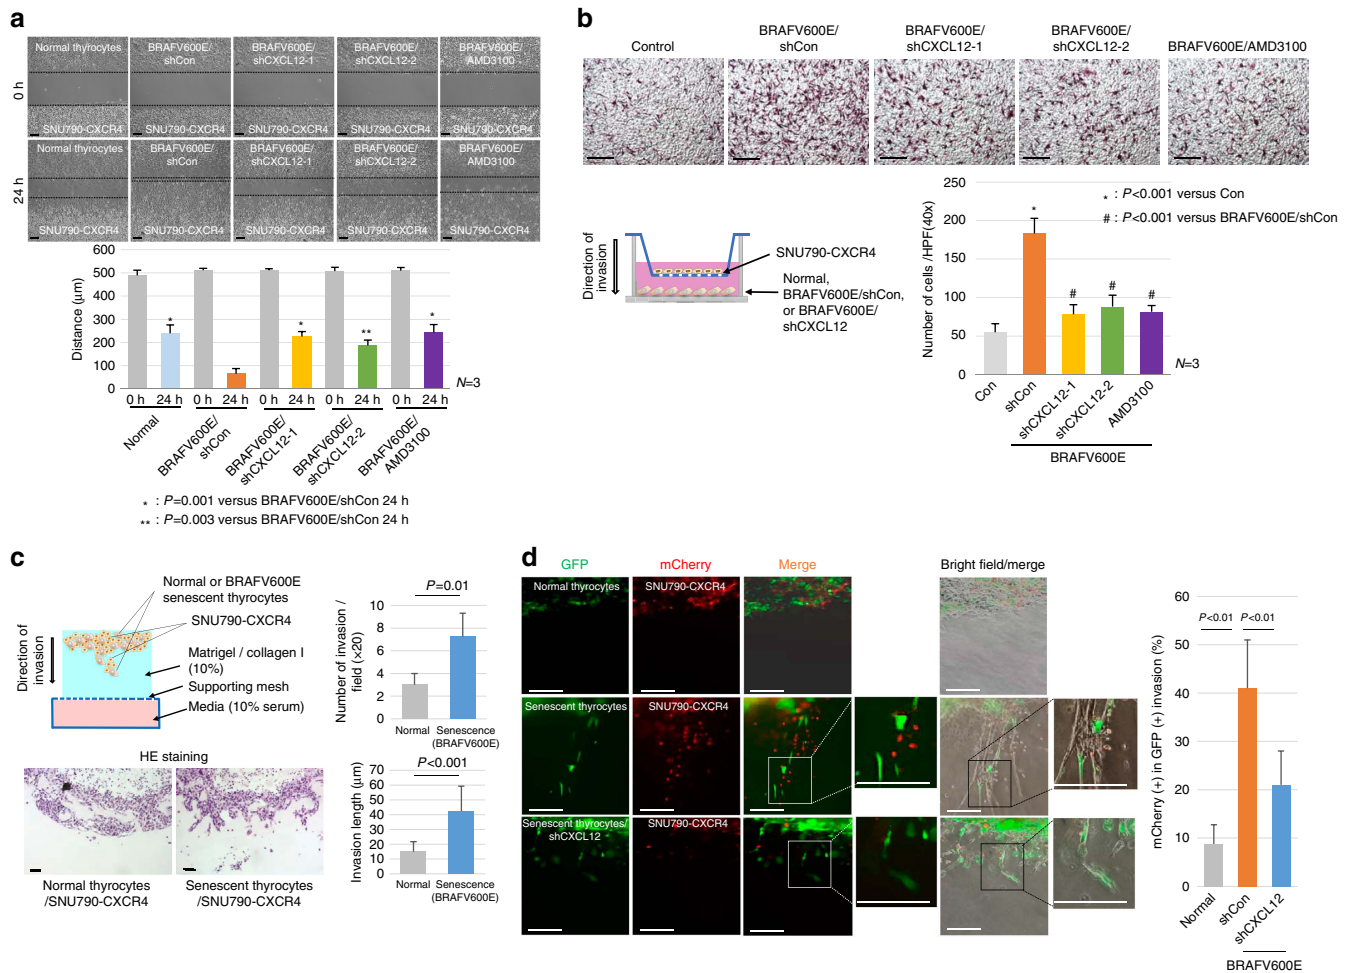 a
Normal thyrocytes
BRAFV600E/
shCon
BRAFV600E/
shCXCL12-1
BRAFV600E/
shCXCL12-2
BRAFV600E/
AMD3100
0 h
SNU790-CXCR4
SNU790-CXCR4
SNU790-CXCR4
SNU790-CXCR4
SNU790-CXCR4
Normal thyrocytes
BRAFV600E/
shCon
BRAFV600E/
shCXCL12-1
BRAFV600E/
shCXCL12-2
BRAFV600E/
AMD3100
24 h
SNU790-CXCR4
SNU790-CXCR4
SNU790-CXCR4
SNU790-CXCR4
SNU790-CXCR4
Distance (µm)
600
500
400
300
200
100
0
*
*
**
*
N=3
0 h 24 h 0 h 24 h 0 h 24 h 0 h 24 h 0 h 24 h
Normal
BRAFV600E/
shCon
BRAFV600E/
shCXCL12-1
BRAFV600E/
shCXCL12-2
BRAFV600E/
AMD3100
* : P=0.001 versus BRAFV600E/shCon 24 h
** : P=0.003 versus BRAFV600E/shCon 24 h
b
Control
BRAFV600E/
shCon
BRAFV600E/
shCXCL12-1
BRAFV600E/
shCXCL12-2
BRAFV600E/AMD3100
Direction of
invasion
SNU790-CXCR4
Normal,
BRAFV600E/shCon,
or BRAFV600E/
shCXCL12
Number of cells /HPF(40x)
250
200
150
100
50
0
* : P<0.001 versus Con
# : P<0.001 versus BRAFV600E/shCon
*
#
#
#
N=3
Con
shCon
shCXCL12-1
shCXCL12-2
AMD3100
BRAFV600E
c
Normal or BRAFV600E
senescent thyrocytes
SNU790-CXCR4
Direction of
invasion
Matrigel / collagen I
(10%)
Supporting mesh
Media (10% serum)
P=0.01
Number of invasion /
field (×20)
10
8
6
4
2
0
Normal
Senescence
(BRAFV600E)
HE staining
Normal thyrocytes
/SNU790-CXCR4
Senescent thyrocytes
/SNU790-CXCR4
P<0.001
Invasion length (µm)
70
60
50
40
30
20
10
0
Normal
Senescence
(BRAFV600E)
d
GFP
mCherry
Merge
Bright field/merge
Normal thyrocytes
SNU790-CXCR4
Senescent thyrocytes
SNU790-CXCR4
Senescent thyrocytes/
shCXCL12
SNU790-CXCR4
mCherry (+) in GFP (+) invasion (%)
60
50
40
30
20
10
0
P<0.01
P<0.01
Normal
shCon
shCXCL12
BRAFV600E